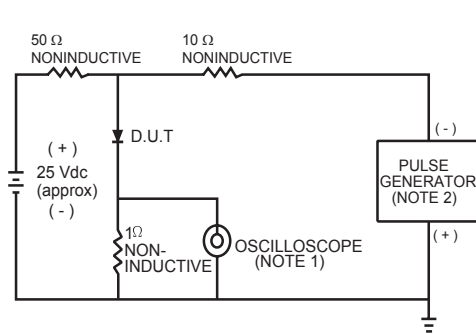 50 Ω
NONINDUCTIVE
10 Ω
NONINDUCTIVE
( + )
25 Vdc
(approx)
( - )
D.U.T
1Ω
NON-
INDUCTIVE
OSCILLOSCOPE
(NOTE 1)
( - )
PULSE
GENERATOR
(NOTE 2)
( + )